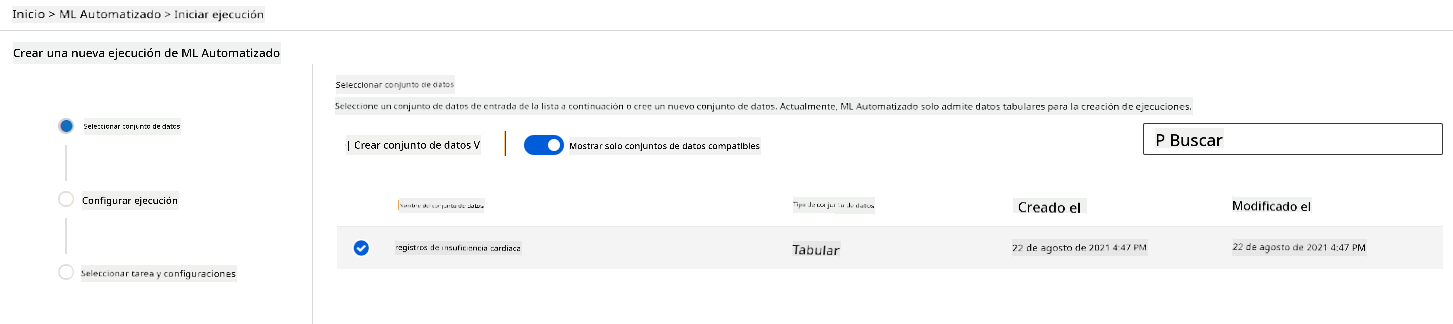 Inicio > ML Automatizado > Iniciar ejecución
Crear una nueva ejecución de ML Automatizado
Seleccionar conjunto de datos
Configurar ejecución
Seleccionar tarea y configuraciones
Seleccionar conjunto de datos
Seleccione un conjunto de datos de entrada de la lista a continuación o cree un nuevo conjunto de datos. Actualmente, ML Automatizado solo admite datos tabulares para la creación de ejecuciones.
| Crear conjunto de datos V
Mostrar solo conjuntos de datos compatibles
P Buscar
Nombre del conjunto de datos Tipo de conjunto de datos Creado el Modificado el
registros de insuficiencia cardíaca Tabular 22 de agosto de 2021 4:47 PM 22 de agosto de 2021 4:47 PM